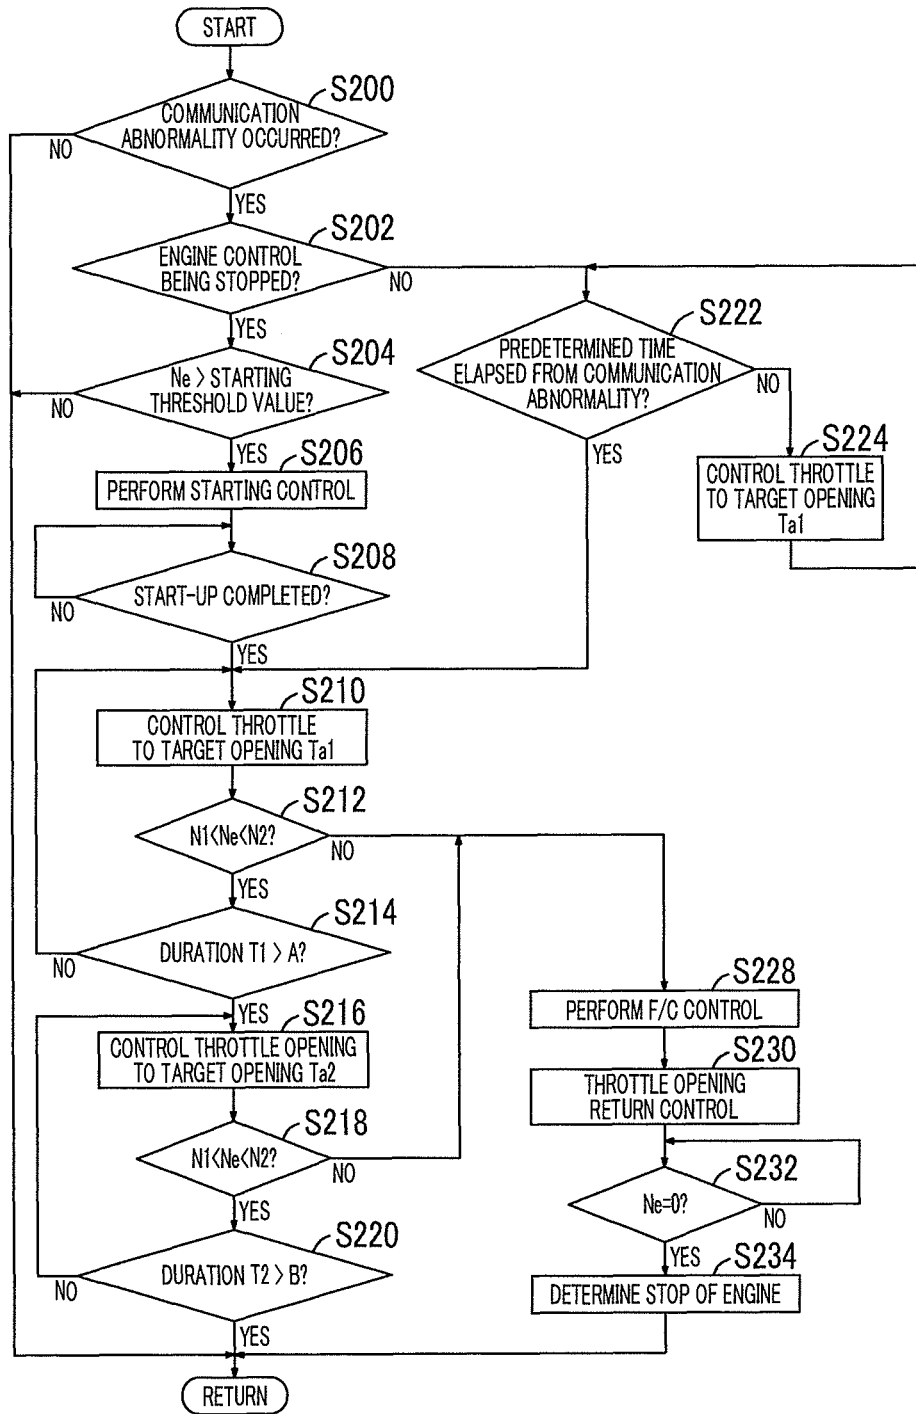 START
S200
COMMUNICATION
ABNORMALITY OCCURRED?
NO
YES
S202
ENGINE CONTROL
BEING STOPPED?
NO
YES
S222
PREDETERMINED TIME
ELAPSED FROM COMMUNICATION
ABNORMALITY?
NO
YES
S224
CONTROL THROTTLE
TO TARGET OPENING
Ta1
S204
Ne > STARTING
THRESHOLD VALUE?
NO
YES
S206
PERFORM STARTING CONTROL
S208
START-UP COMPLETED?
NO
YES
S210
CONTROL THROTTLE
TO TARGET OPENING Ta1
S212
N1<Ne<N2?
NO
YES
S214
DURATION T1 > A?
NO
YES
S216
CONTROL THROTTLE OPENING
TO TARGET OPENING Ta2
S218
N1<Ne<N2?
NO
YES
S220
DURATION T2 > B?
NO
YES
S228
PERFORM F/C CONTROL
S230
THROTTLE OPENING
RETURN CONTROL
S232
Ne=0?
NO
YES
S234
DETERMINE STOP OF ENGINE
RETURN